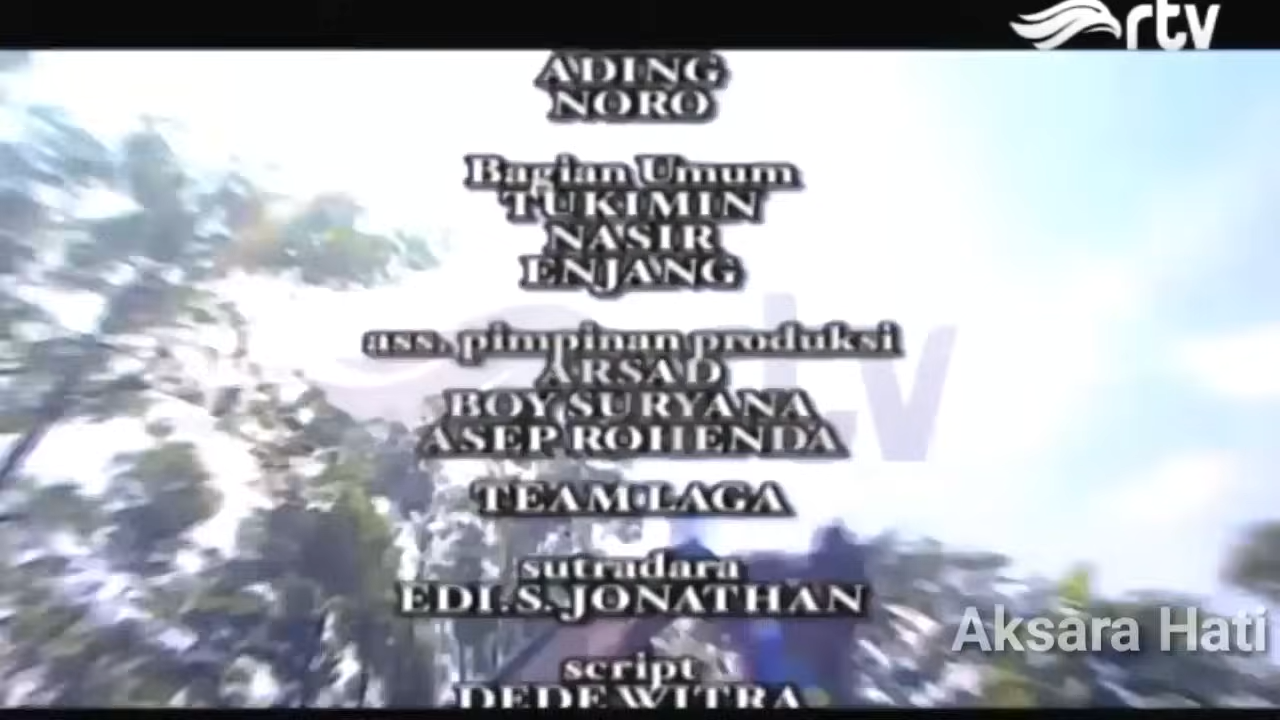 rtv
ADING
NORO
Bagian Umum
TUKIMIN
NASIR
ENJANG
ass. pimpinan produksi
ARSAD
BOY SURYANA
ASEP ROHENDA
TEAM LAGA
sutradara
EDI. S. JONATHAN
script
DEDE WITRA
rtv
Aksara Hati